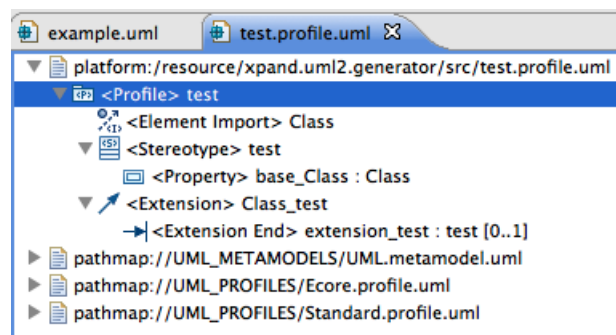 example.uml test.profile.uml
platform:/resource/xpand.uml2.generator/src/test.profile.uml
<Profile> test
<Element Import> Class
<Stereotype> test
<Property> base_Class : Class
<Extension> Class_test
<Extension End> extension_test : test [0..1]
pathmap://UML_METAMODELS/UML.metamodel.uml
pathmap://UML_PROFILES/Ecore.profile.uml
pathmap://UML_PROFILES/Standard.profile.uml